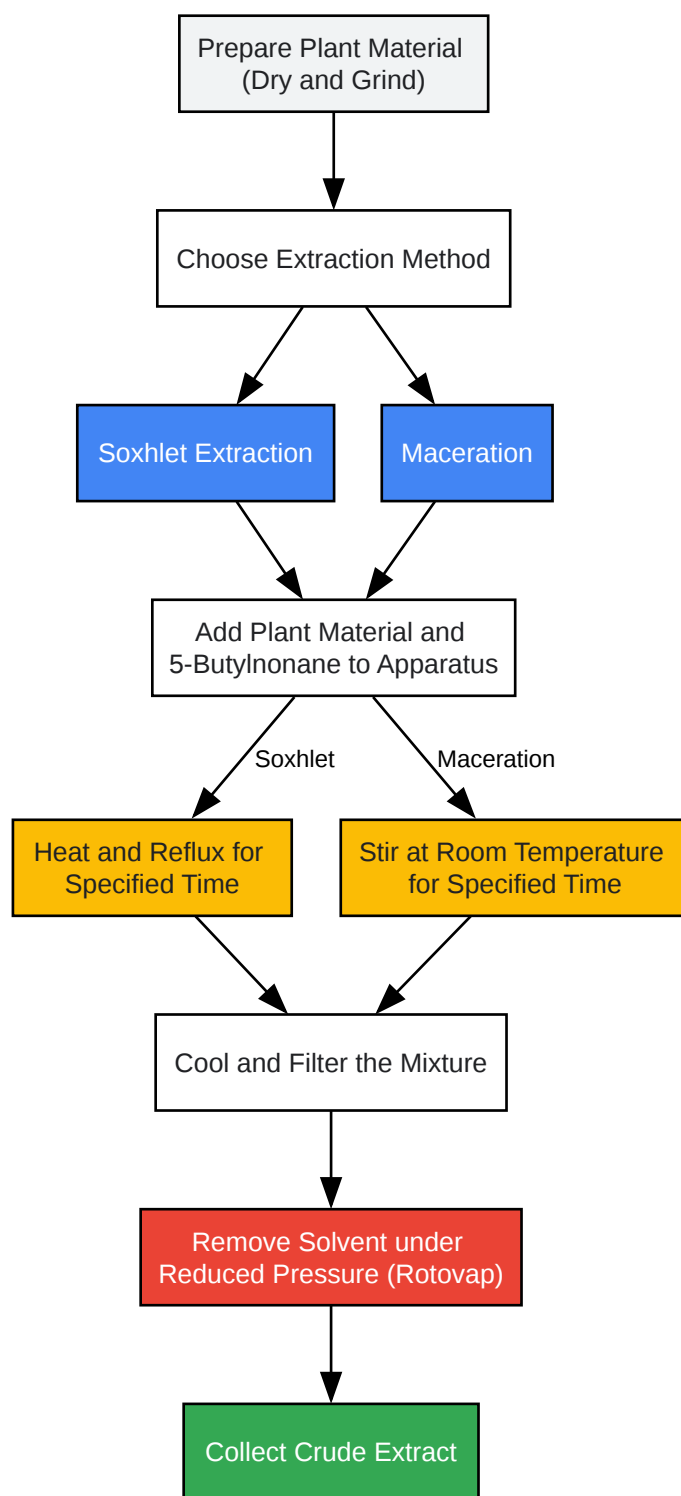 Prepare Plant Material
(Dry and Grind)
Choose Extraction Method
Soxhlet Extraction
Maceration
Add Plant Material and
5-Butylnonane to Apparatus
Soxhlet
Maceration
Heat and Reflux for
Specified Time
Stir at Room Temperature
for Specified Time
Cool and Filter the Mixture
Remove Solvent under
Reduced Pressure (Rotovap)
Collect Crude Extract